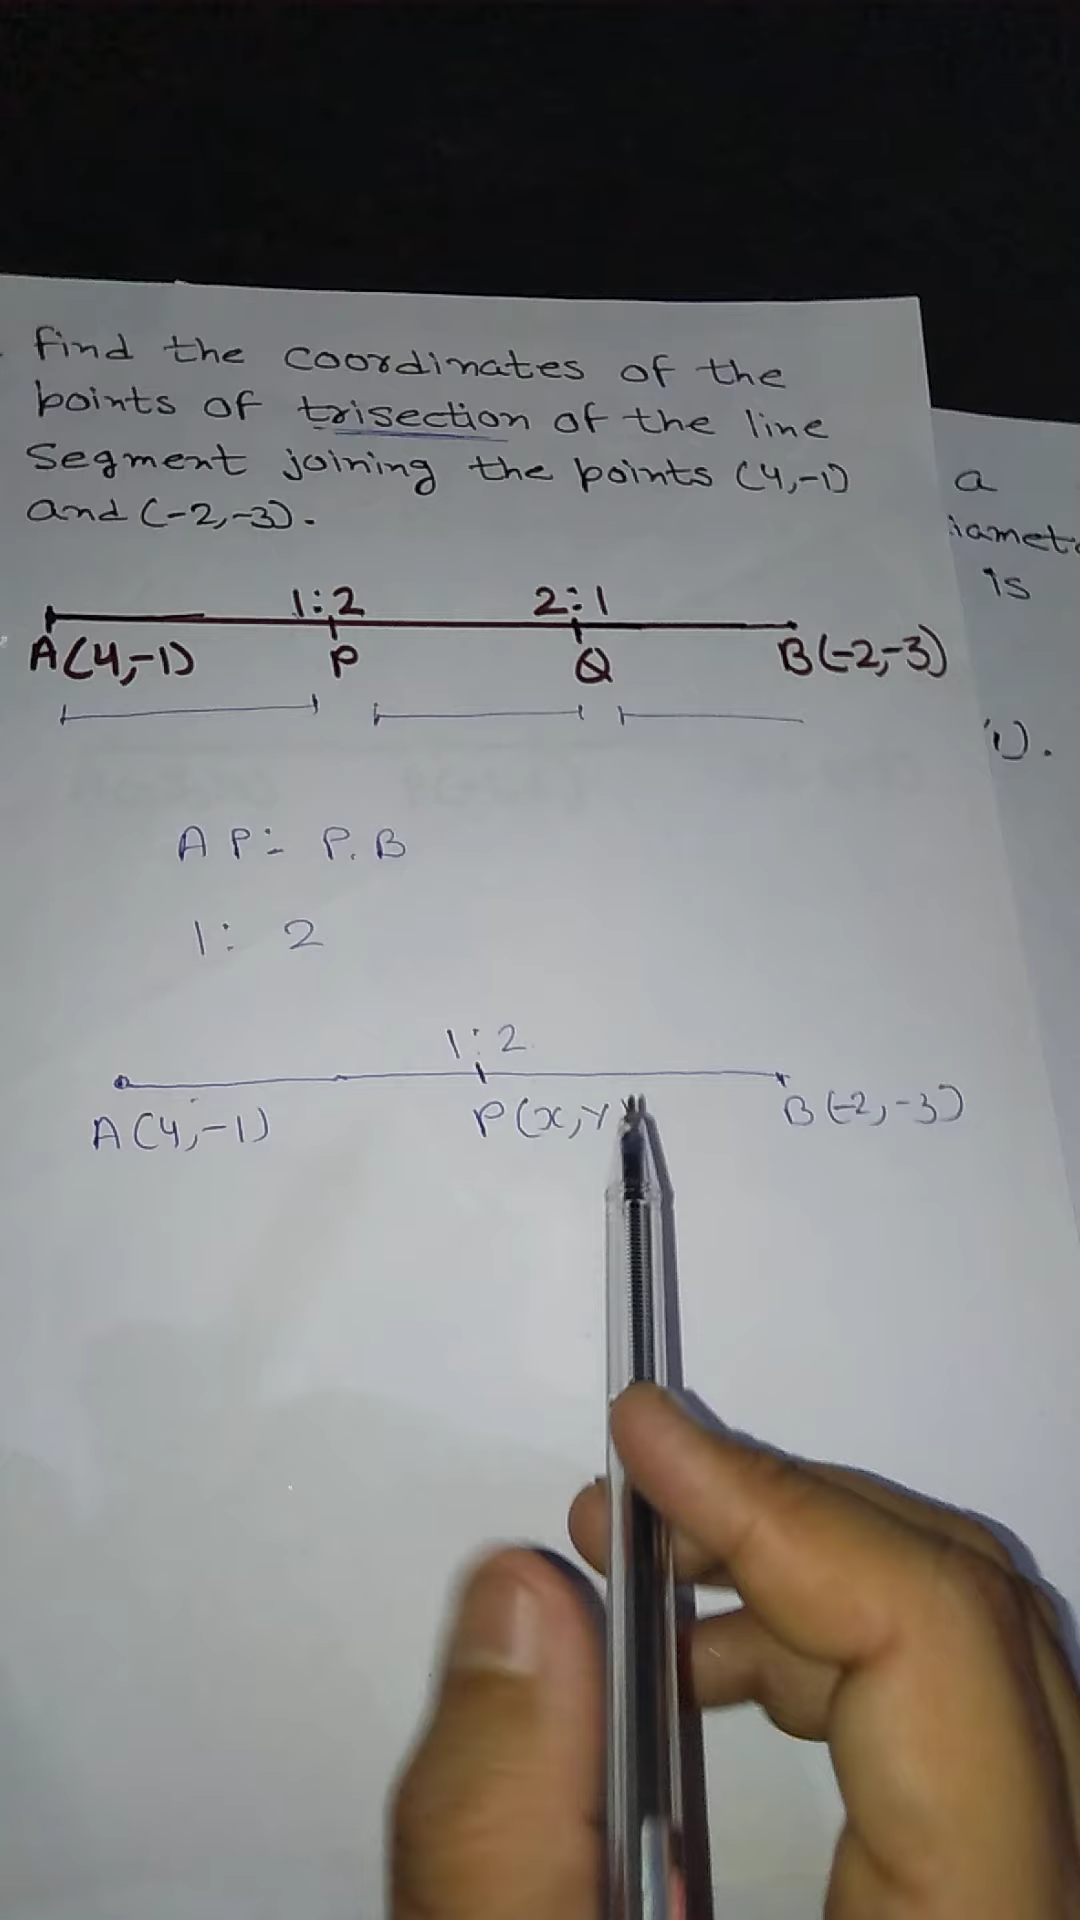 find the coordinates of the
points of trisection of the line
segment joining the points (4,-1)
and (-2,-3).
1:2 2:1
A(4,-1) P Q B(-2,-3)
AP = P.B
1: 2
1:2
A(4,-1) P(x,y) B(-2,-3)
a
is